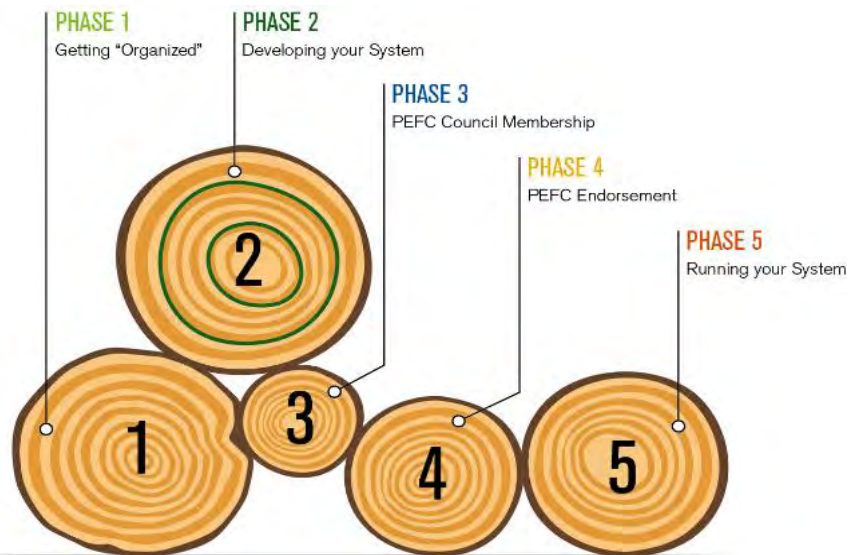 PHASE 1
Getting “Organized”
PHASE 2
Developing your System
PHASE 3
PEFC Council Membership
PHASE 4
PEFC Endorsement
PHASE 5
Running your System
2
1
3
4
5